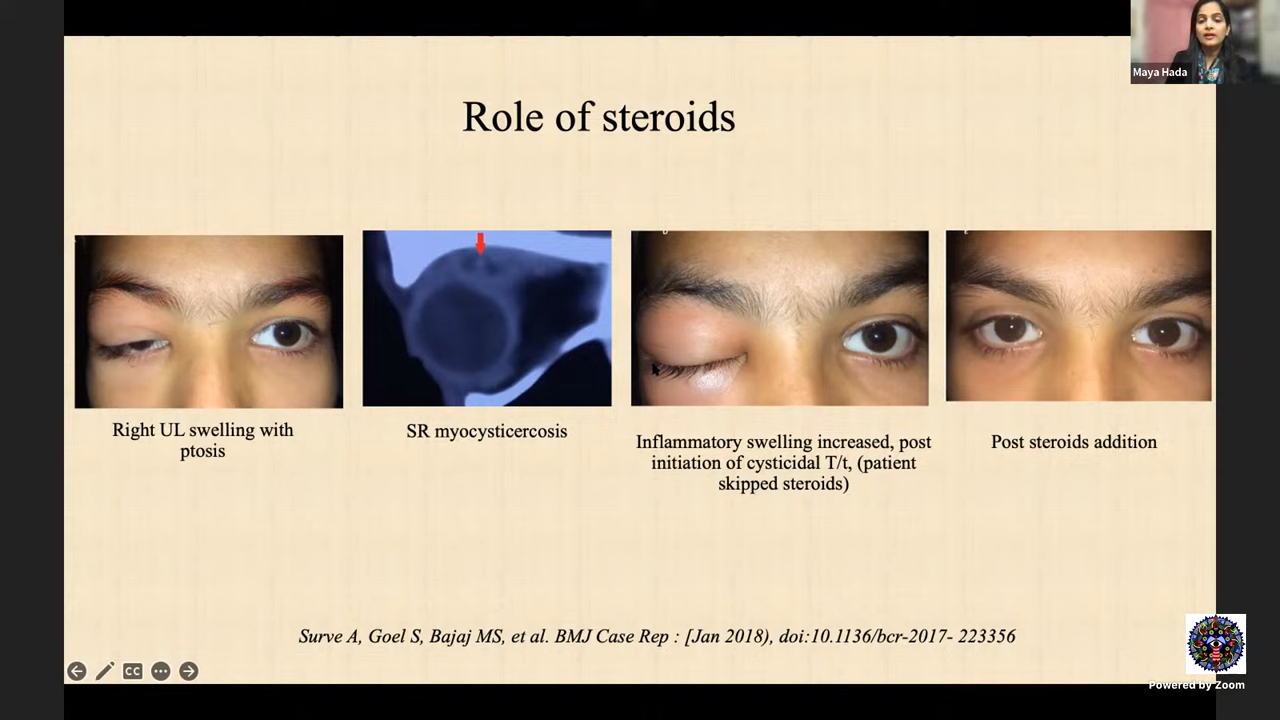 Maya Hada
Role of steroids
Right UL swelling with
ptosis
SR myocysticercosis
Inflammatory swelling increased, post
initiation of cysticidal T/t, (patient
skipped steroids)
Post steroids addition
Surve A, Goel S, Bajaj MS, et al. BMJ Case Rep : [Jan 2018), doi:10.1136/bcr-2017- 223356
CC
Powered by Zoom